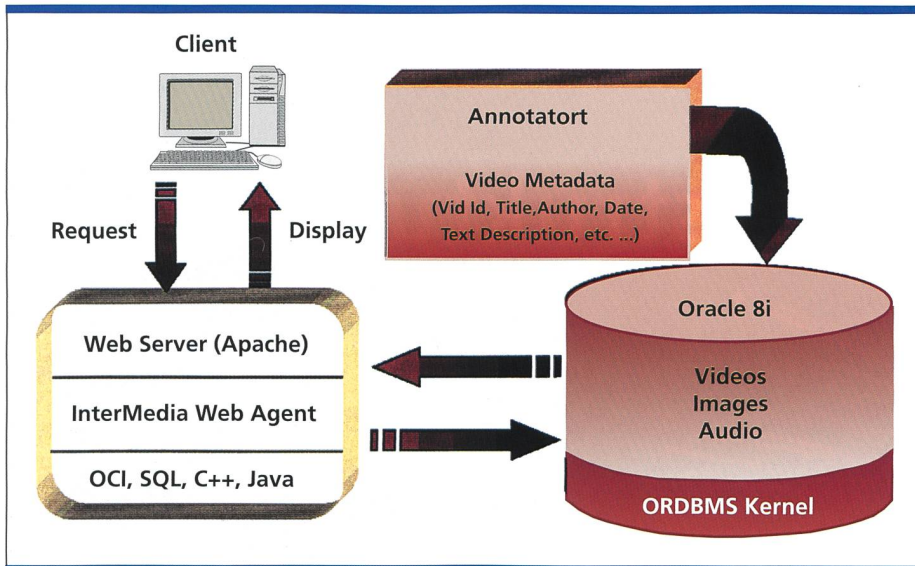 Client
Annotatort
Video Metadata
(Vid Id, Title,Author, Date,
Text Description, etc. ...)
Request
Display
Oracle 8i
Web Server (Apache)
Videos
Images
Audio
InterMedia Web Agent
OCI, SQL, C++, Java
ORDBMS Kernel